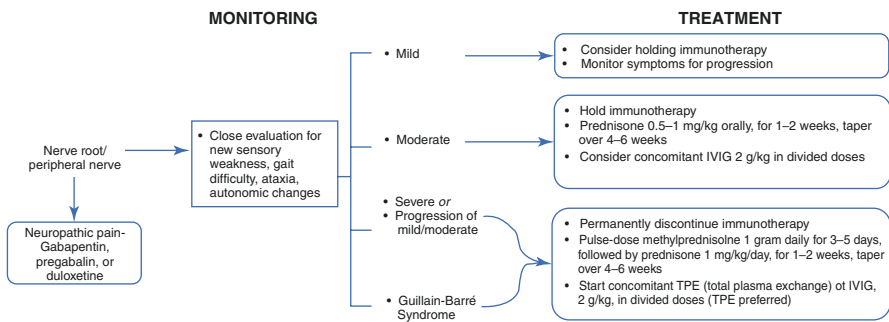 MONITORING
TREATMENT
Nerve root/
peripheral nerve
Neuropathic pain-
Gabapentin,
pregabalin, or
duloxetine
• Close evaluation for
new sensory
weakness, gait
difficulty, ataxia,
autonomic changes
• Mild
• Consider holding immunotherapy
• Monitor symptoms for progression
• Moderate
• Hold immunotherapy
• Prednisone 0.5–1 mg/kg orally, for 1–2 weeks, taper
over 4–6 weeks
• Consider concomitant IVIG 2 g/kg in divided doses
• Severe or
• Progression of
mild/moderate
• Guillain-Barré
Syndrome
• Permanently discontinue immunotherapy
• Pulse-dose methylprednisolne 1 gram daily for 3–5 days,
followed by prednisone 1 mg/kg/day, for 1–2 weeks, taper
over 4–6 weeks
• Start concomitant TPE (total plasma exchange) ot IVIG,
2 g/kg, in divided doses (TPE preferred)